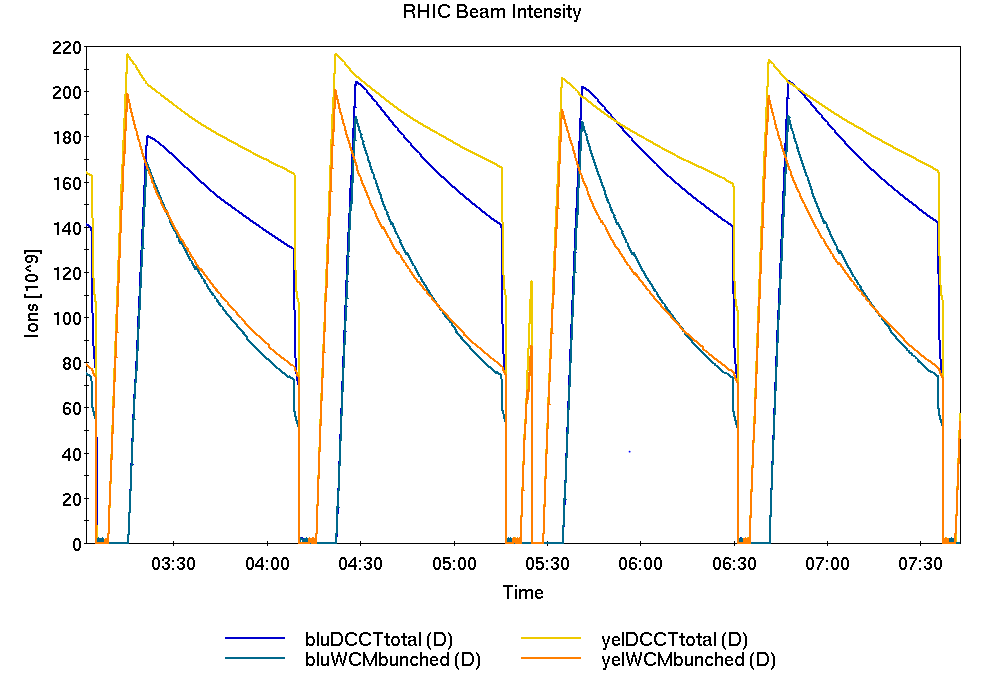 RHIC Beam Intensity
220
200
180
160
140
120
100
80
60
40
20
0
Ions [10^9]
03:30 04:00 04:30 05:00 05:30 06:00 06:30 07:00 07:30
Time
bluDCCTtotal (D) yelDCCTtotal (D)
bluWCMbunched (D) yelWCMbunched (D)